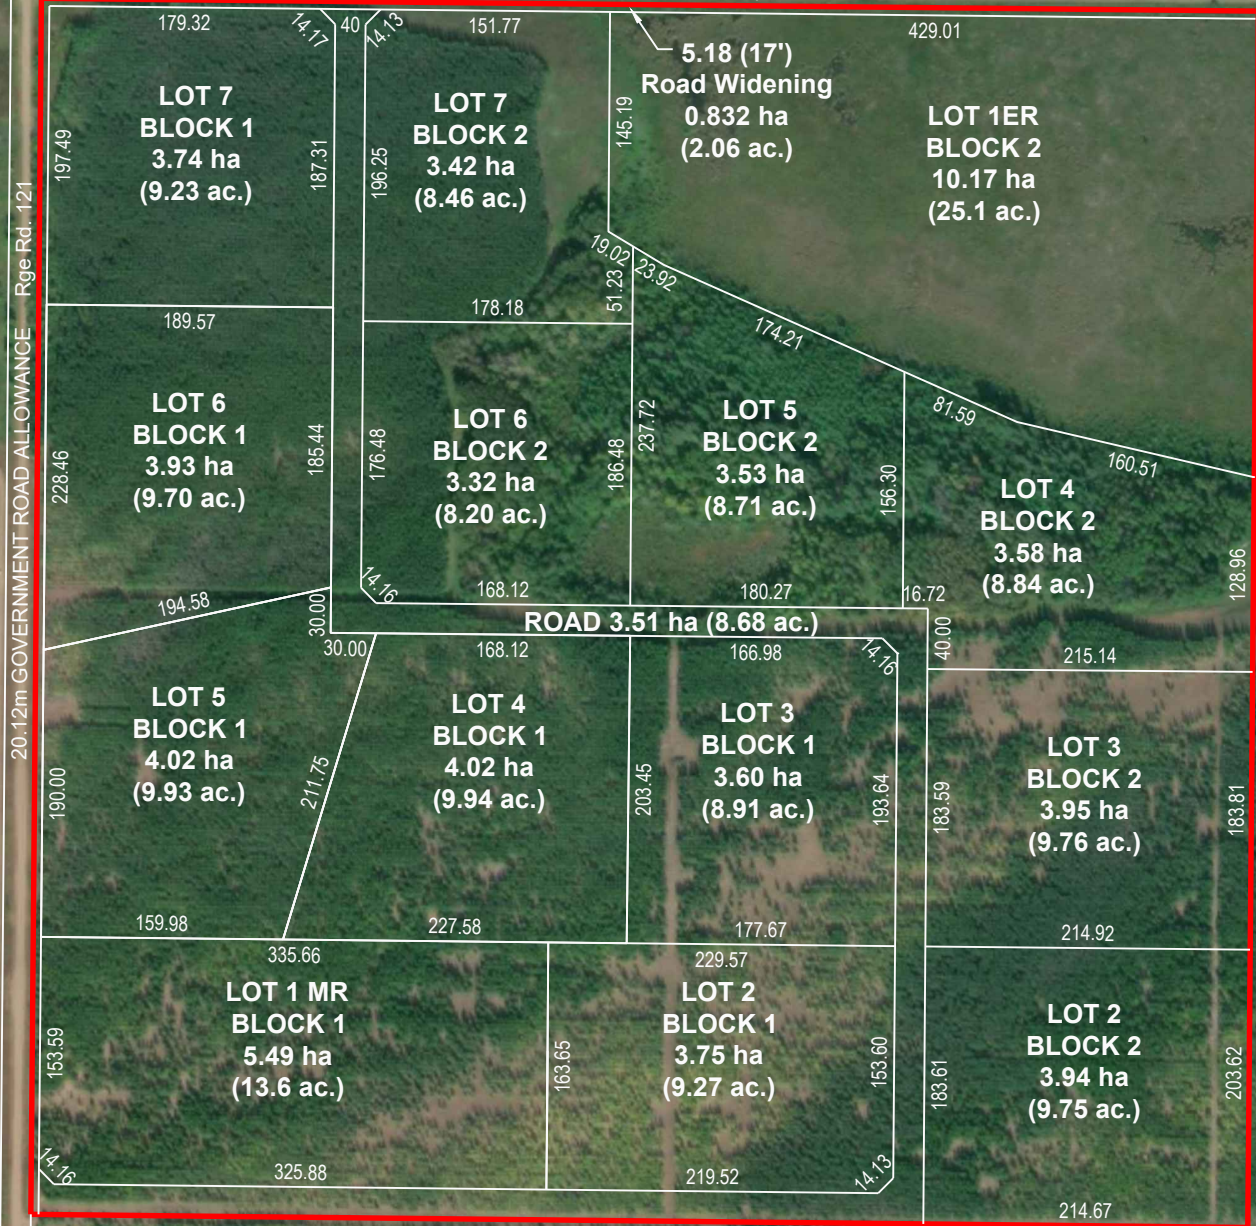 179.32
14.17
40
14.13
151.77
429.01
5.18 (17')
Road Widening
0.832 ha
(2.06 ac.)
197.49
LOT 7
BLOCK 1
3.74 ha
(9.23 ac.)
187.31
196.25
LOT 7
BLOCK 2
3.42 ha
(8.46 ac.)
145.19
LOT 1ER
BLOCK 2
10.17 ha
(25.1 ac.)
20.12m GOVERNMENT ROAD ALLOWANCE Rge Rd. 121
19.02
23.92
51.23
178.18
189.57
174.21
81.59
160.51
228.46
LOT 6
BLOCK 1
3.93 ha
(9.70 ac.)
185.44
176.48
LOT 6
BLOCK 2
3.32 ha
(8.20 ac.)
186.48
237.72
LOT 5
BLOCK 2
3.53 ha
(8.71 ac.)
156.30
LOT 4
BLOCK 2
3.58 ha
(8.84 ac.)
128.96
194.58
30.00
14.16
168.12
180.27
16.72
ROAD 3.51 ha (8.68 ac.)
30.00
168.12
166.98
14.16
40.00
215.14
190.00
LOT 5
BLOCK 1
4.02 ha
(9.93 ac.)
211.75
LOT 4
BLOCK 1
4.02 ha
(9.94 ac.)
203.45
LOT 3
BLOCK 1
3.60 ha
(8.91 ac.)
193.64
183.59
LOT 3
BLOCK 2
3.95 ha
(9.76 ac.)
183.81
159.98
227.58
177.67
214.92
335.66
229.57
153.59
LOT 1 MR
BLOCK 1
5.49 ha
(13.6 ac.)
163.65
LOT 2
BLOCK 1
3.75 ha
(9.27 ac.)
153.60
183.61
LOT 2
BLOCK 2
3.94 ha
(9.75 ac.)
203.62
14.16
325.88
219.52
14.13
214.67